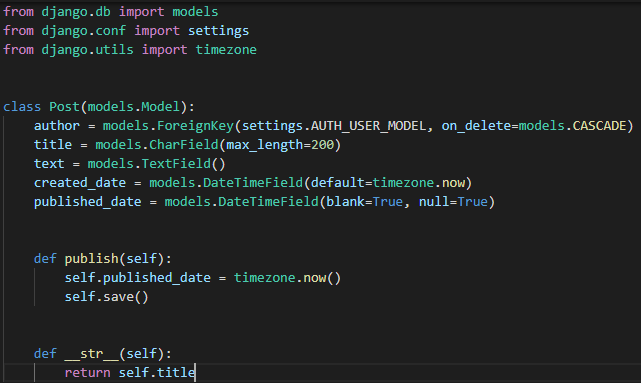 from django.db import models
from django.conf import settings
from django.utils import timezone
class Post(models.Model):
    author = models.ForeignKey(settings.AUTH_USER_MODEL, on_delete=models.CASCADE)
    title = models.CharField(max_length=200)
    text = models.TextField()
    created_date = models.DateTimeField(default=timezone.now)
    published_date = models.DateTimeField(blank=True, null=True)
    def publish(self):
        self.published_date = timezone.now()
        self.save()
    def __str__(self):
        return self.title